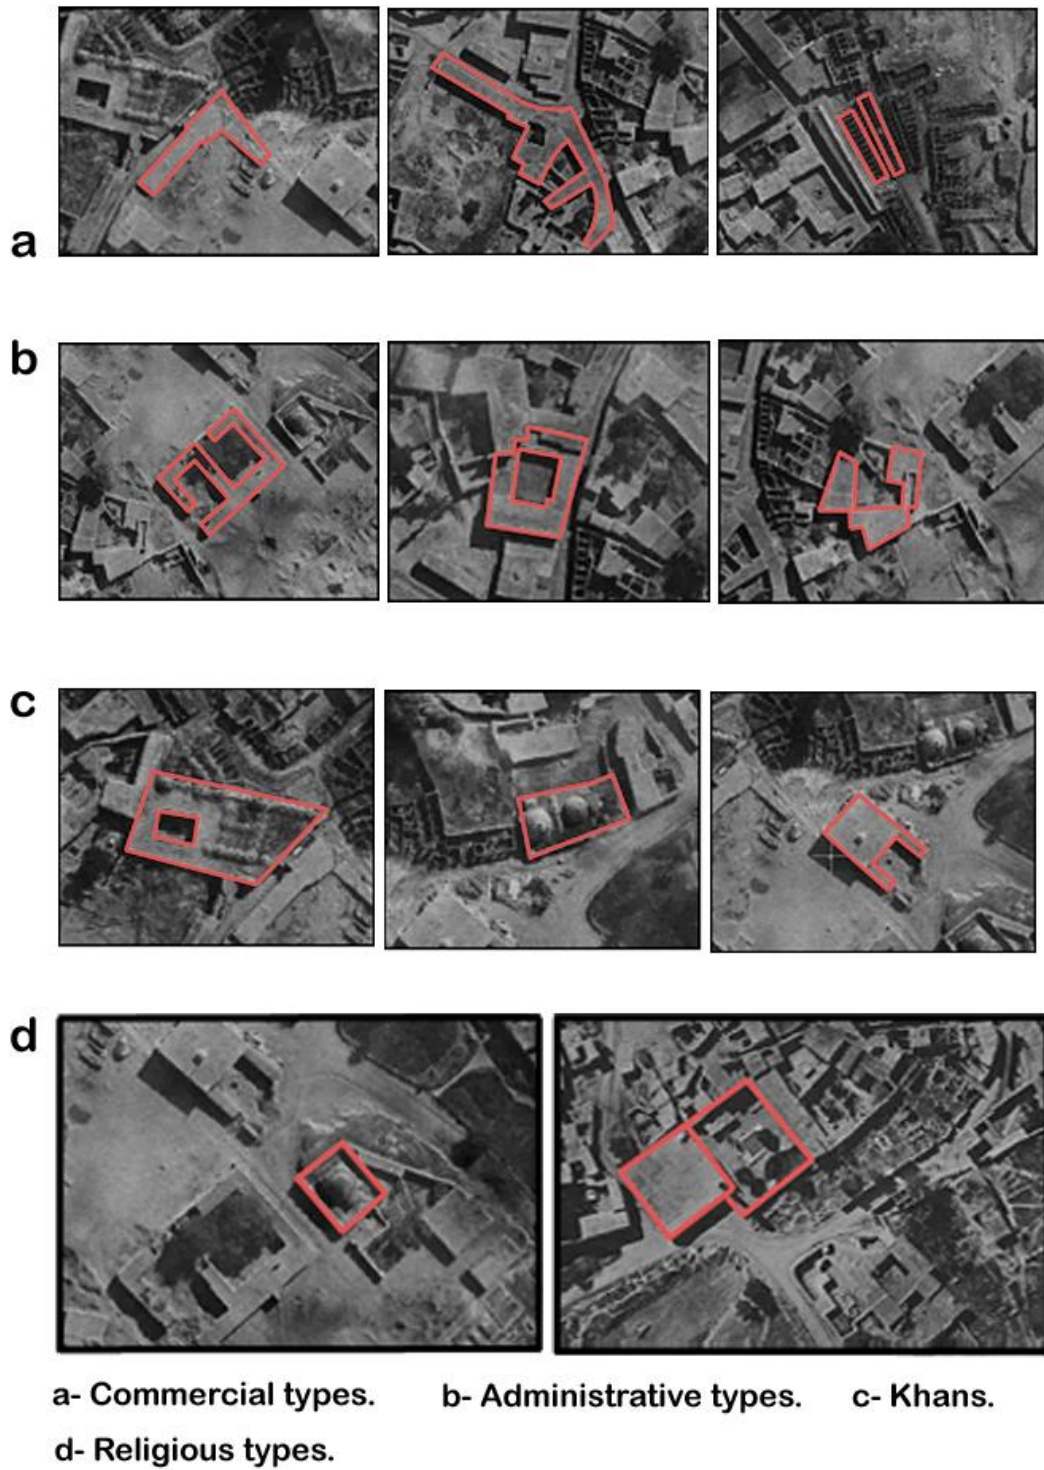 a
b
c
d
a- Commercial types. b- Administrative types. c- Khans.
d- Religious types.